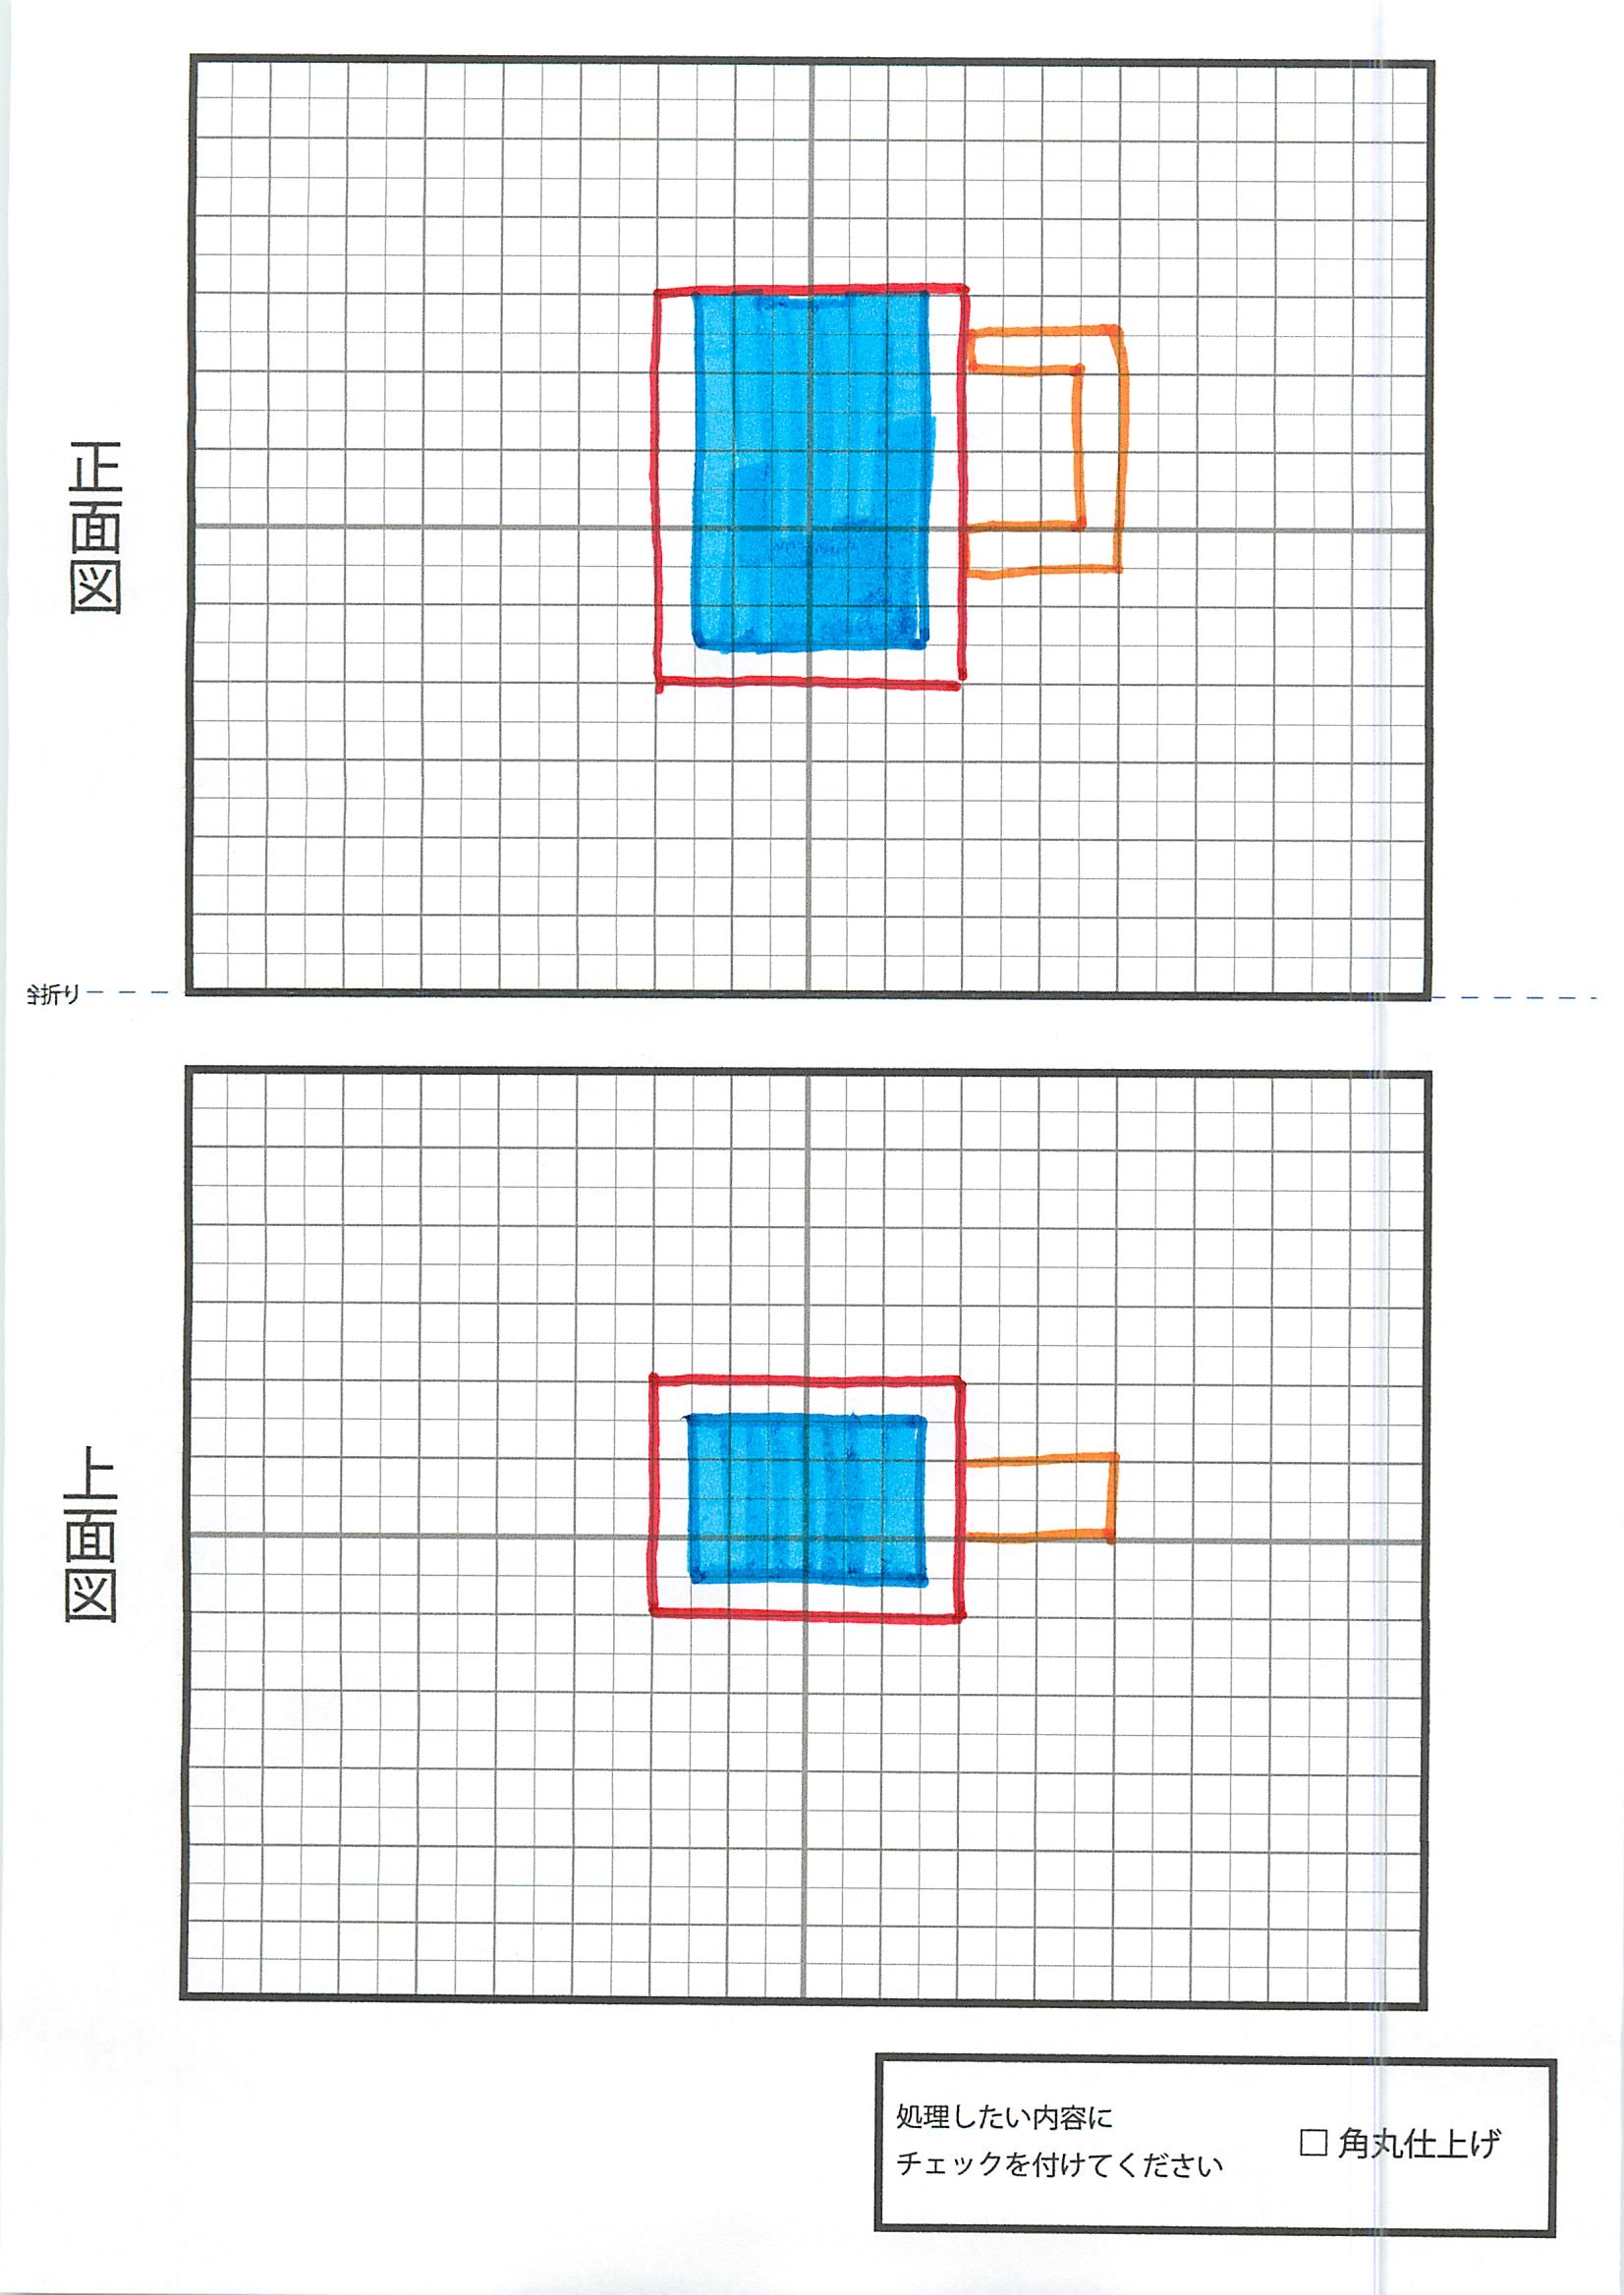 正面図
折り
上面図
処理したい内容に
チェックを付けてください
□ 角丸仕上げ